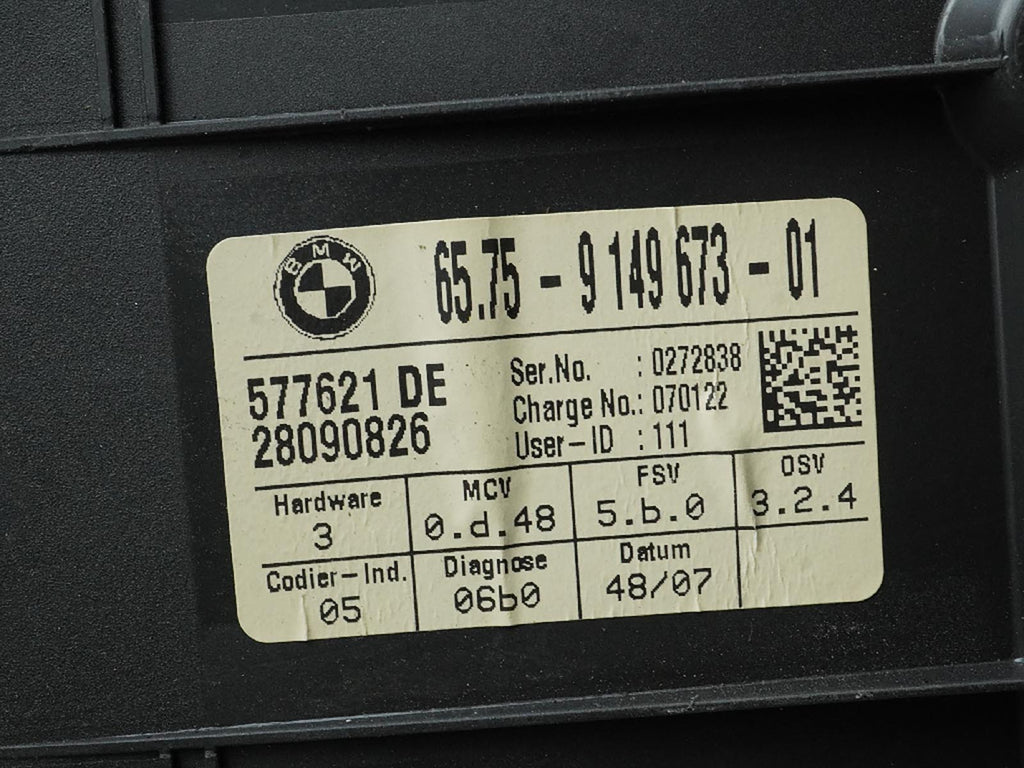 BMW
65.75 - 9 149 673 - 01
577621 DE
28090826
Ser.No. : 0272838
Charge No.: 070122
User-ID : 111
Hardware MCV FSV OSV
3 0.d.48 5.b.0 3.2.4
Codier-Ind. Diagnose Datum
05 06b0 48/07